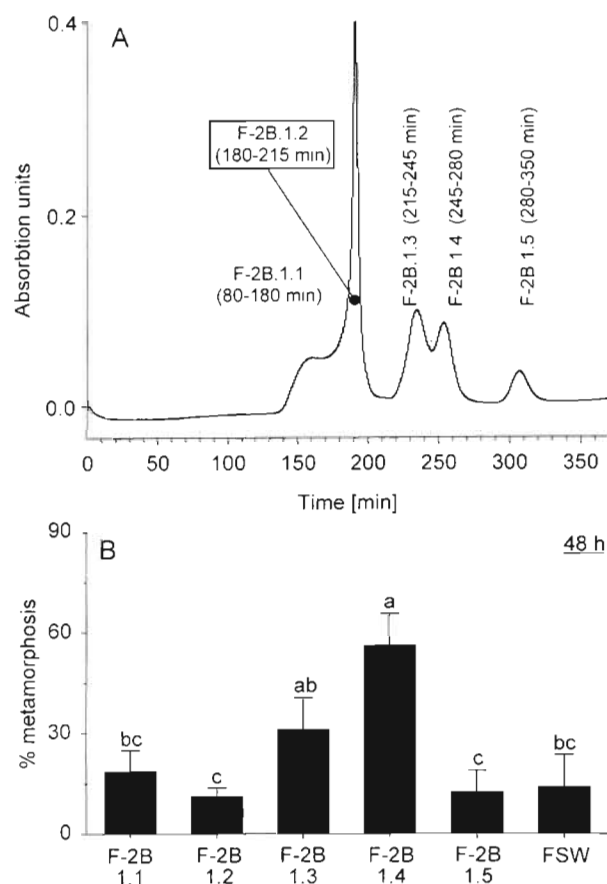 A
0.4
0.2
0.0
Absorbtion units
F-2B.1.2
(180-215 min)
F-2B.1.1
(80-180 min)
F-2B.1.3 (215-245 min)
F-2B 1 4 (245-280 min)
F-2B 1.5 (280-350 min)
0 50 100 150 200 250 300 350
Time [min]
B
48 h
90
60
30
0
% metamorphosis
bc
c
ab
a
c
bc
F-2B F-2B F-2B F-2B F-2B FSW
1.1 1.2 1.3 1.4 1.5